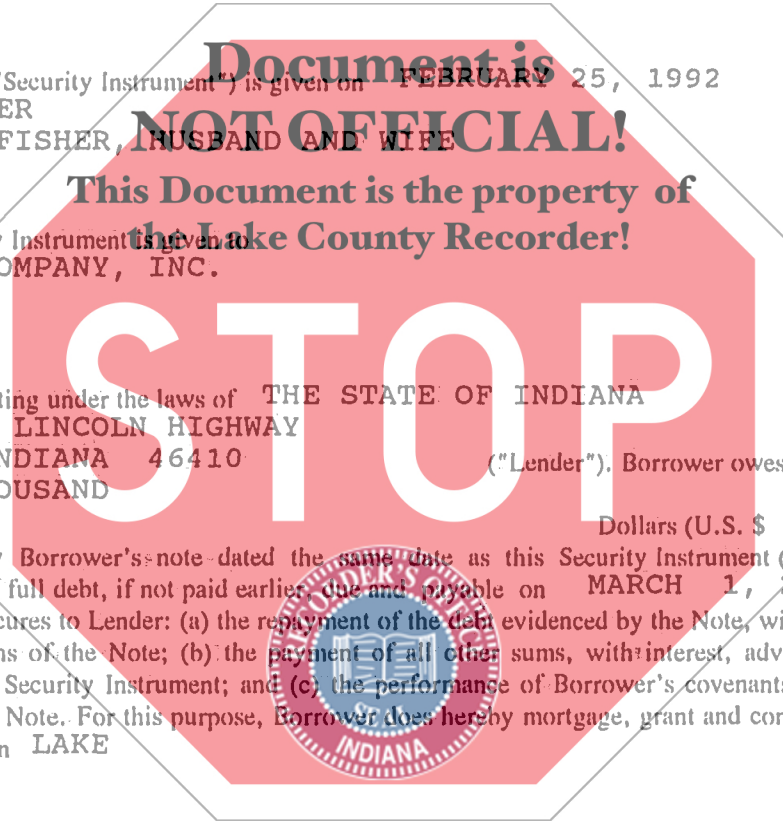 Document is
Security Instrument") is given on FEBRUARY 25, 1992
ER
FISHER, HUSBAND AND WIFE
NOT OFFICIAL!
This Document is the property of
the Lake County Recorder!
Instrument is given to
OMPANY, INC.
STOP
ting under the laws of THE STATE OF INDIANA
LINCOLN HIGHWAY
NDIANA 46410 ("Lender"). Borrower owes
OUSAND
Dollars (U.S. $
Borrower's note dated the same date as this Security Instrument (
full debt, if not paid earlier, due and payable on MARCH 1,
cures to Lender: (a) the repayment of the debt evidenced by the Note, wi
ns of the Note; (b) the payment of all other sums, with interest, adv
Security Instrument; and (c) the performance of Borrower's covenants
Note. For this purpose, Borrower does hereby mortgage, grant and con
n LAKE
RECORDER'S OFFICE
SEAL
INDIANA